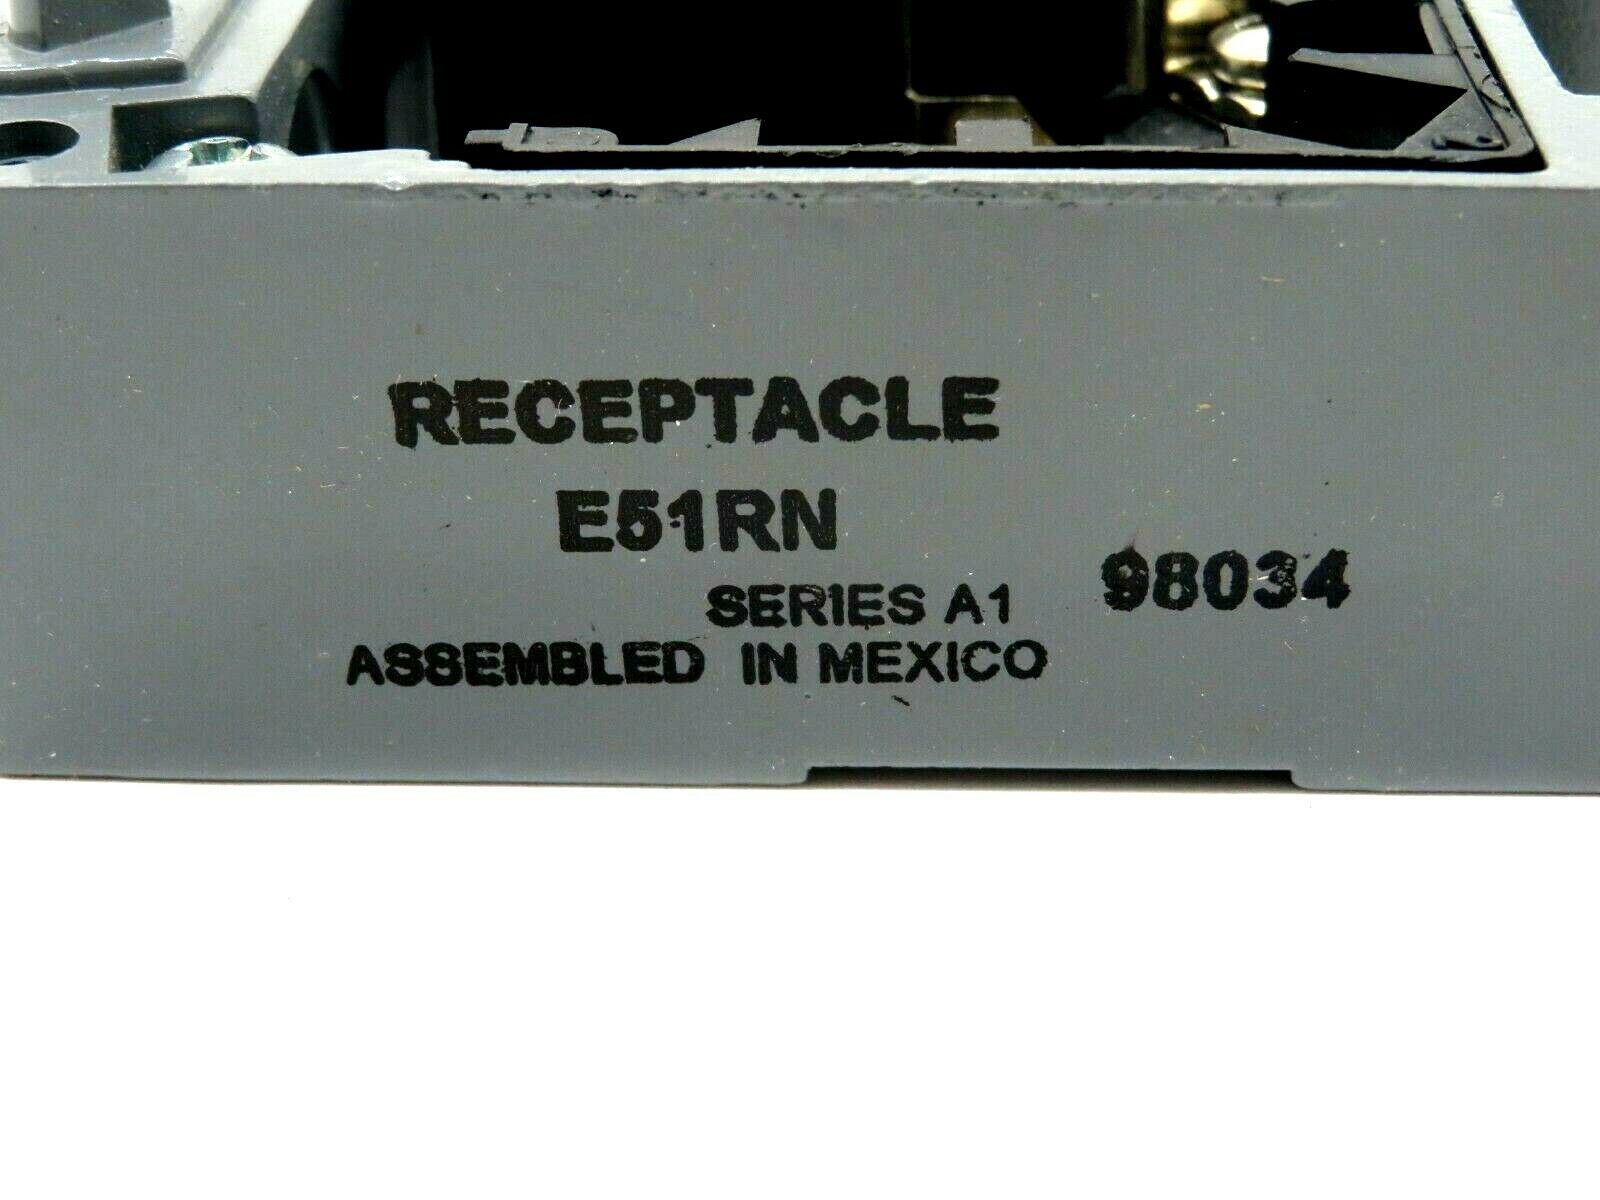 RECEPTACLE
E51RN
SERIES A1 98034
ASSEMBLED IN MEXICO